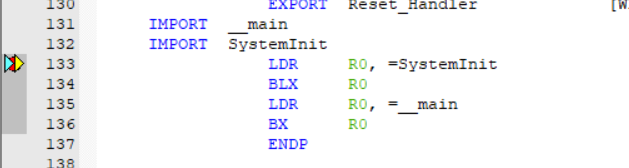 130 EXPORT Reset_Handler [W
131 IMPORT __main
132 IMPORT SystemInit
133 LDR R0, =SystemInit
134 BLX R0
135 LDR R0, =__main
136 BX R0
137 ENDP
138